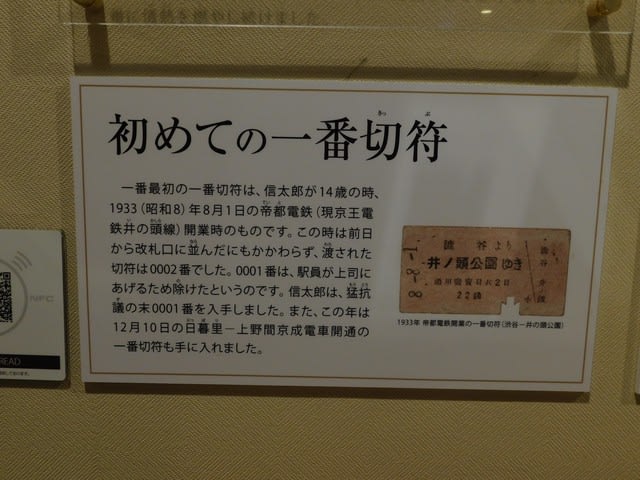 初めての一番切符
一番最初の一番切符は、信太郎が14歳の時、
1933(昭和8)年8月1日の帝都電鉄(現京王電
鉄井の頭線)開業時のものです。この時は前日
から改札口に並んだにもかかわらず、渡された
切符は0002番でした。0001番は、駅員が上司に
あげるため除けたというのです。信太郎は、猛抗
議の末0001番を入手しました。また、この年は
12月10日の日暮里－上野間京成電車開通の
一番切符も手に入れました。
8-8-1
澁谷より
井ノ頭公園ゆき
1933年 帝都電鉄開業の一番切符(渋谷－井の頭公園)
NFC
READ